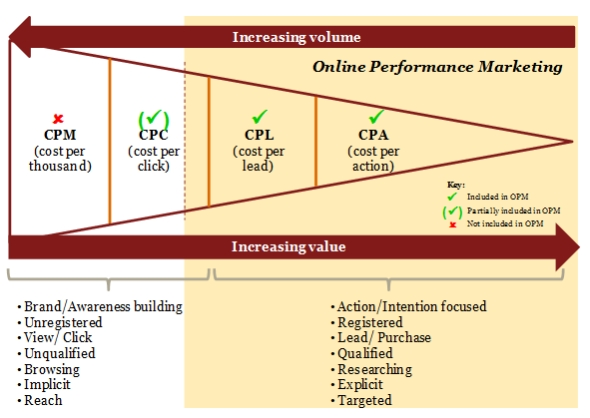 Increasing volume
Online Performance Marketing
✘
CPM
(cost per
thousand)
(✓)
CPC
(cost per
click)
✓
CPL
(cost per
lead)
✓
CPA
(cost per
action)
Key:
✓ Included in OPM
(✓) Partially included in OPM
✘ Not included in OPM
Increasing value
• Brand/Awareness building
• Unregistered
• View/ Click
• Unqualified
• Browsing
• Implicit
• Reach
• Action/Intention focused
• Registered
• Lead/ Purchase
• Qualified
• Researching
• Explicit
• Targeted